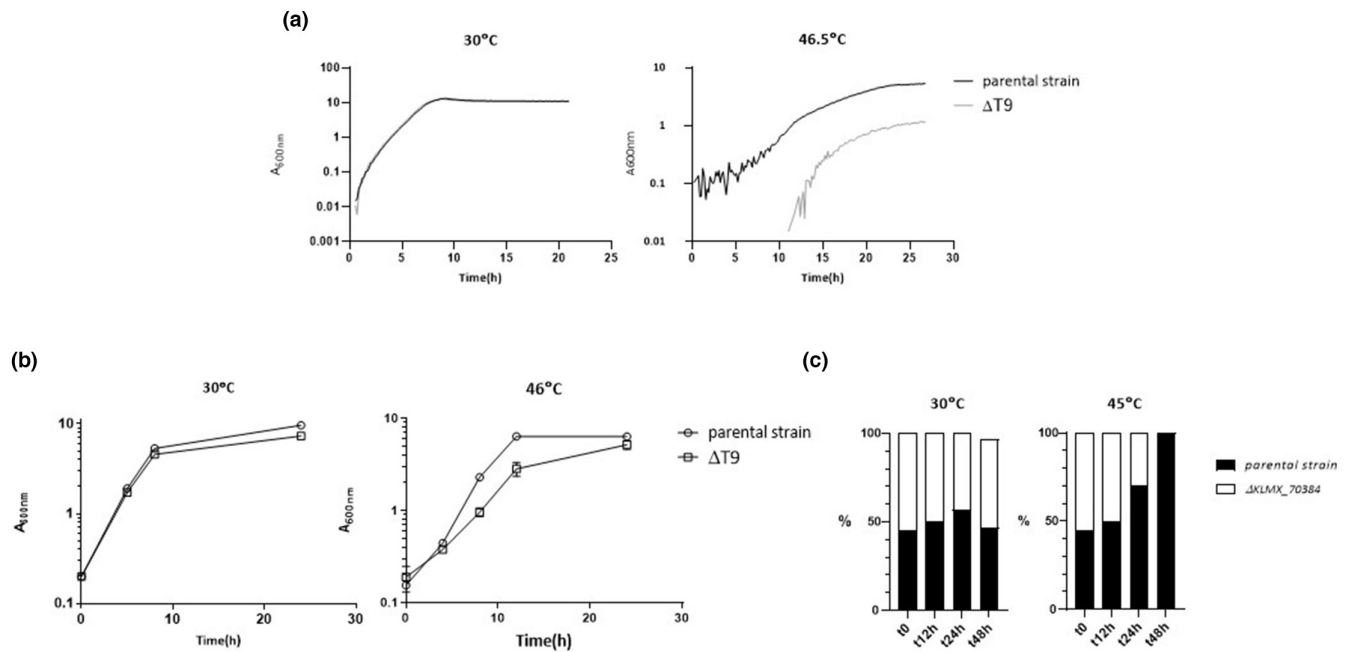 (a)
30°C
46.5°C
100
10
1
0.1
0.01
0.001
A600nm
0
5
10
15
20
25
Time(h)
10
1
0.1
0.01
A600nm
0
5
10
15
20
25
30
Time(h)
parental strain
ΔT9
(b)
30°C
46°C
10
1
0.1
A600nm
0
10
20
30
Time(h)
10
1
0.1
A600nm
0
10
20
30
Time(h)
parental strain
ΔT9
(c)
30°C
45°C
100
50
0
%
t0
t12h
t24h
t48h
100
50
0
%
t0
t12h
t24h
t48h
parental strain
ΔKLMX_70384